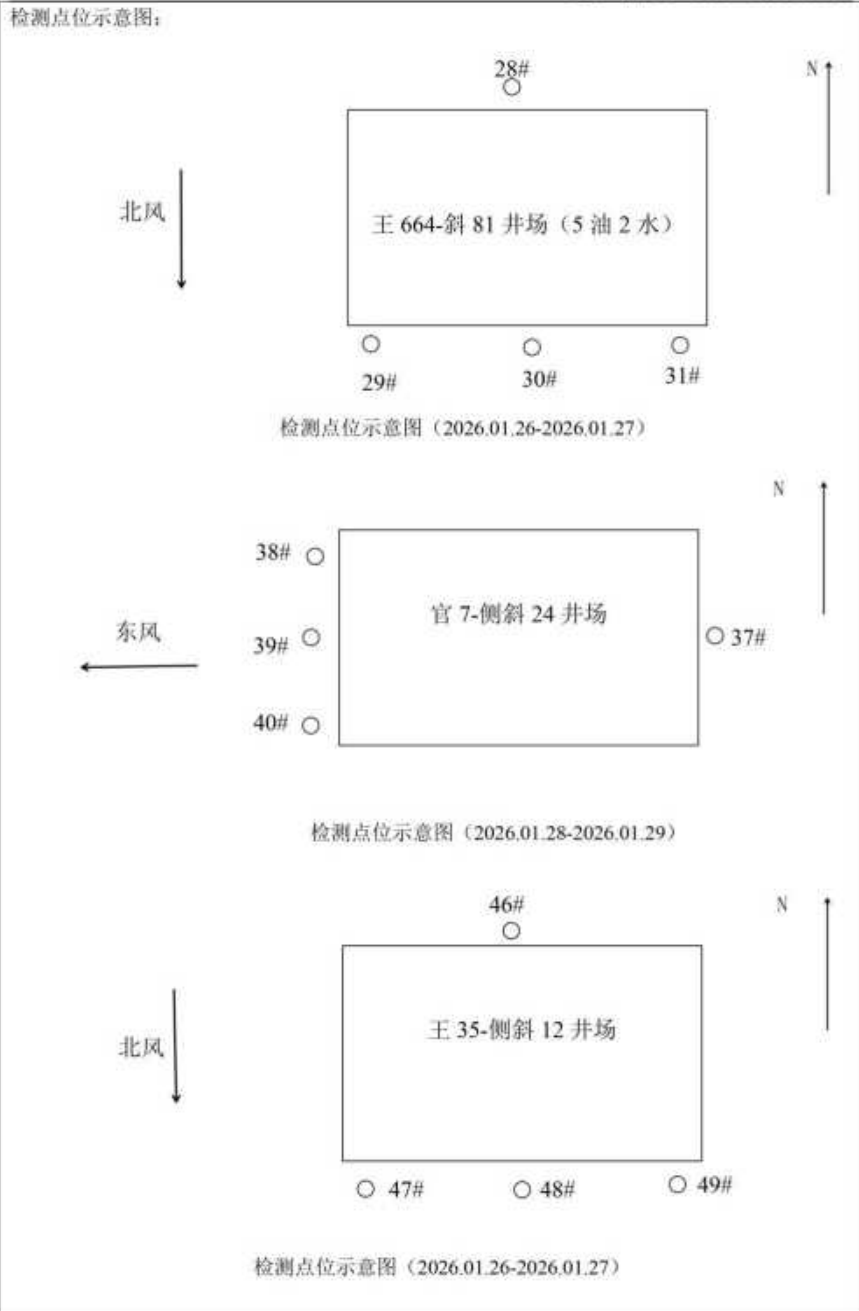 检测点位示意图：
28#
N
北风
王 664-斜 81 井场（5 油 2 水）
29#
30#
31#
检测点位示意图（2026.01.26-2026.01.27）
N
38#
官 7-侧斜 24 井场
东风
39#
37#
40#
检测点位示意图（2026.01.28-2026.01.29）
46#
N
王 35-侧斜 12 井场
北风
47#
48#
49#
检测点位示意图（2026.01.26-2026.01.27）